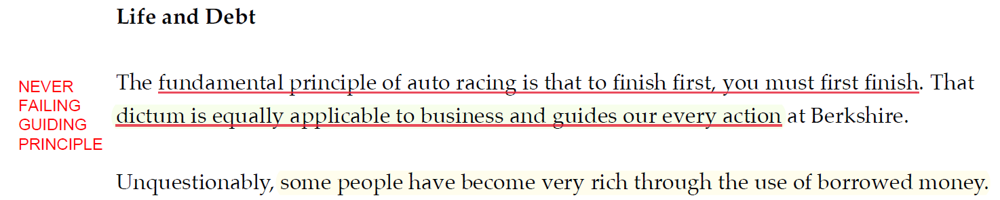 Life and Debt
NEVER
FAILING
GUIDING
PRINCIPLE
The fundamental principle of auto racing is that to finish first, you must first finish. That
dictum is equally applicable to business and guides our every action at Berkshire.
Unquestionably, some people have become very rich through the use of borrowed money.